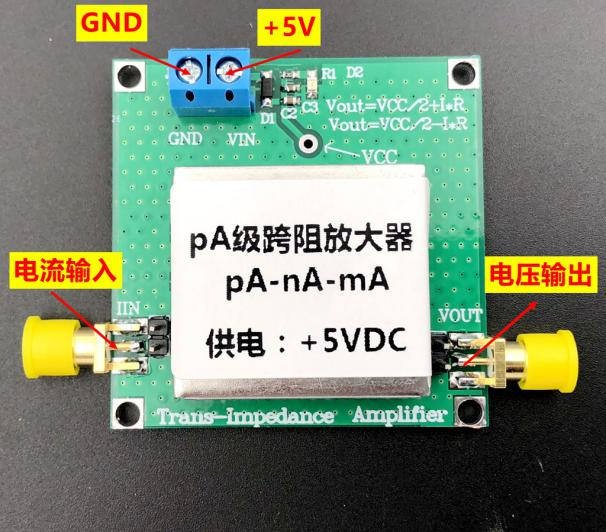 GND
+5V
R1 D2
Vout=VCC/2+I*R
D1 C2 C3
Vout=VCC/2-I*R
GND VIN
VCC
pA级跨阻放大器
pA-nA-mA
供电：+5VDC
电流输入
IIN
电压输出
VOUT
Trans-Impedance Amplifier